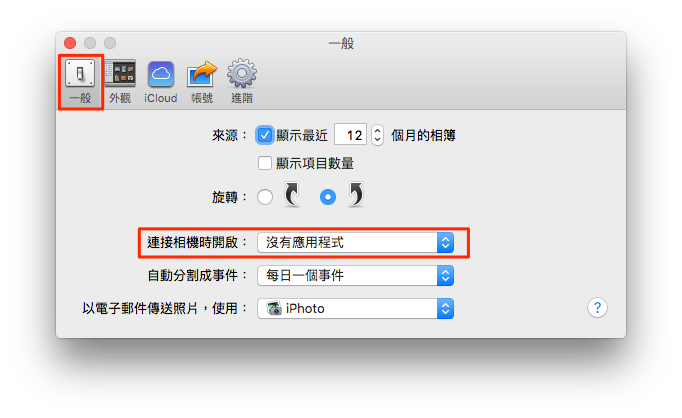 一般
一般 外觀 iCloud 帳號 進階
來源： 顯示最近 12 個月的相簿
顯示項目數量
旋轉：
連接相機時開啟： 沒有應用程式
自動分割成事件： 每日一個事件
以電子郵件傳送照片，使用： iPhoto ?